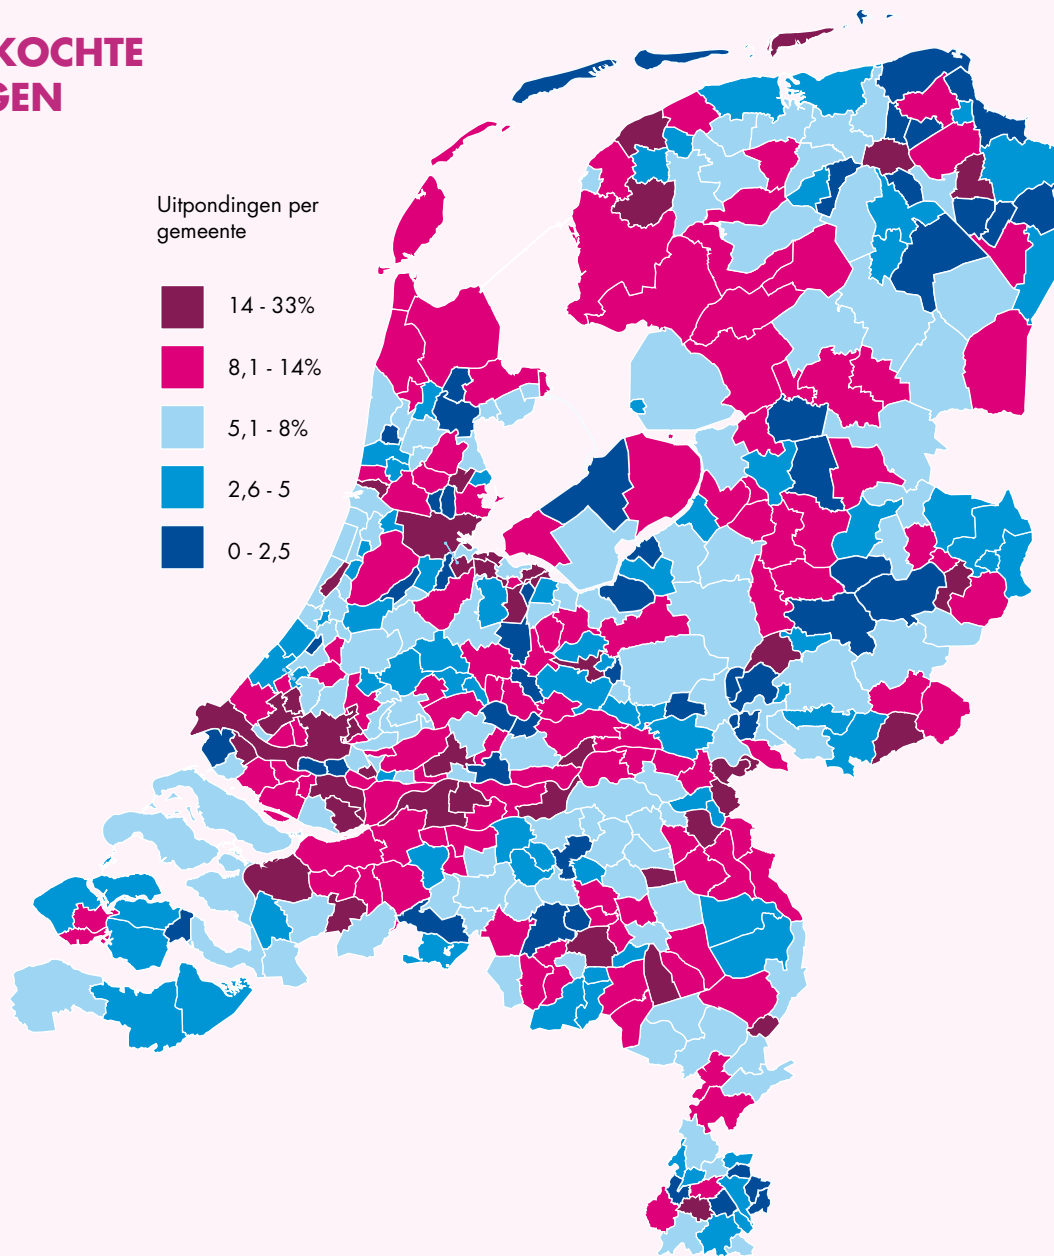 KOCHTE
GEN
Uitpondingen per
gemeente
14 - 33%
8,1 - 14%
5,1 - 8%
2,6 - 5
0 - 2,5